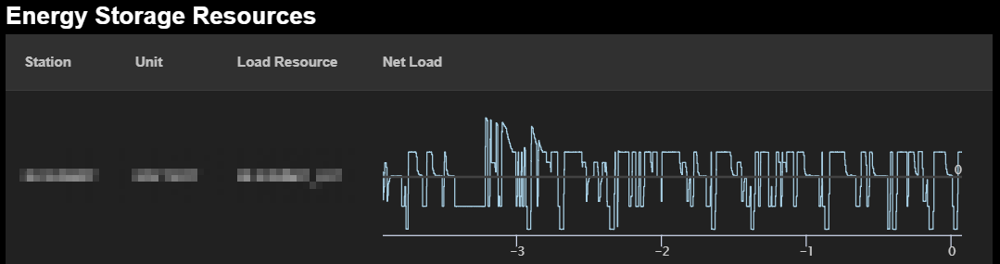 Energy Storage Resources
Station Unit Load Resource Net Load
0
−3 −2 −1 0